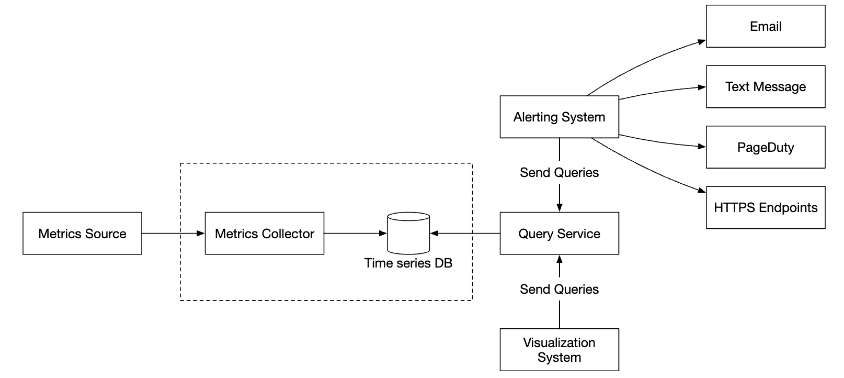 Email
Text Message
Alerting System
PageDuty
Send Queries
HTTPS Endpoints
Metrics Source
Metrics Collector
Query Service
Time series DB
Send Queries
Visualization
System